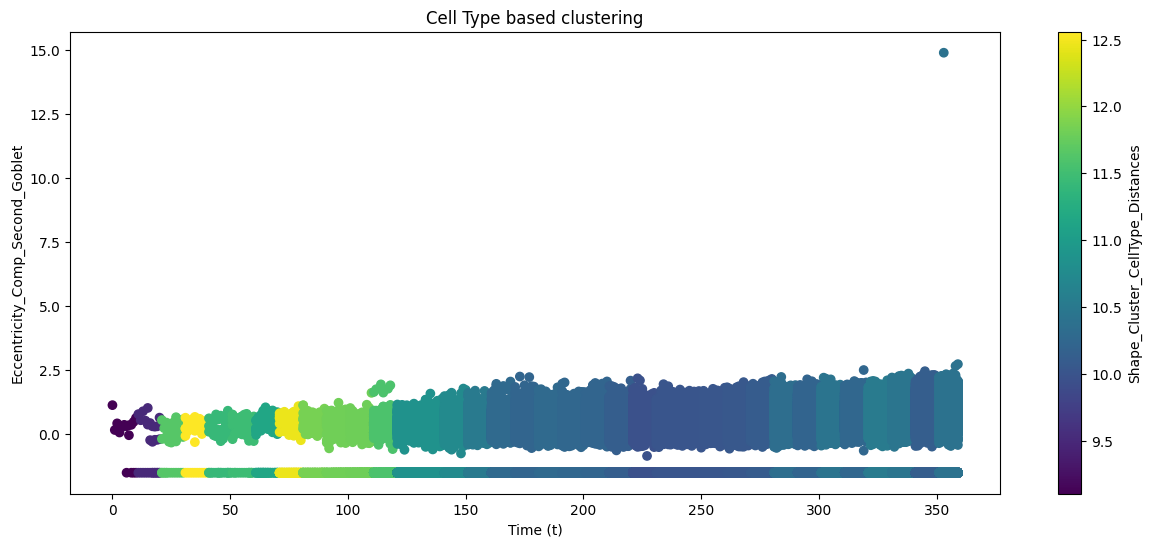 Cell Type based clustering
Eccentricity_Comp_Second_Goblet
15.0
12.5
10.0
7.5
5.0
2.5
0.0
0 50 100 150 200 250 300 350
Time (t)
12.5
12.0
11.5
11.0
10.5
10.0
9.5
Shape_Cluster_CellType_Distances